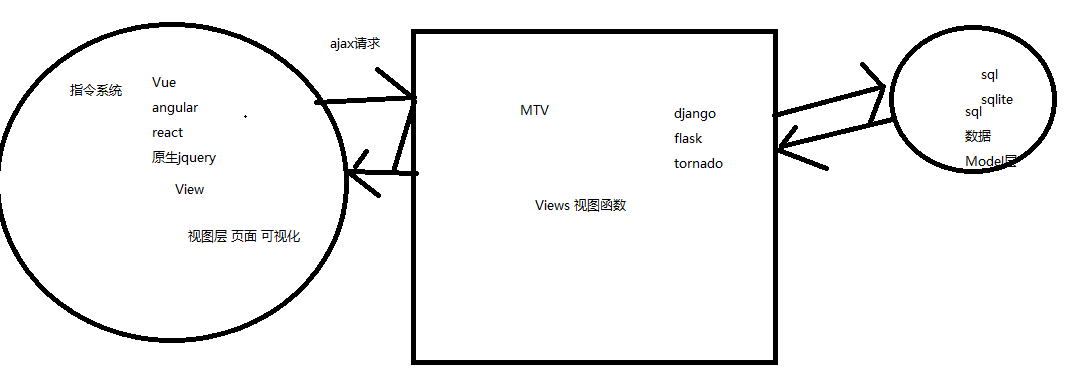 ajax请求
指令系统
Vue
angular
react
原生jquery
View
视图层 页面 可视化
MTV
django
flask
tornado
Views 视图函数
sql
sqlite
sql
数据
Model层